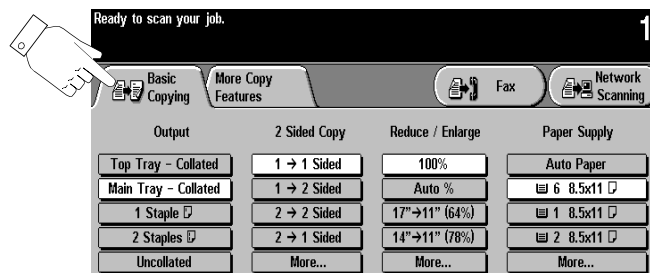 Ready to scan your job.
1
Basic Copying
More Copy Features
Fax
Network Scanning
Output
2 Sided Copy
Reduce / Enlarge
Paper Supply
Top Tray - Collated
1 → 1 Sided
100%
Auto Paper
Main Tray - Collated
1 → 2 Sided
Auto %
6 8.5x11
1 Staple
2 → 2 Sided
17"→11" (64%)
1 8.5x11
2 Staples
2 → 1 Sided
14"→11" (78%)
2 8.5x11
Uncollated
More...
More...
More...